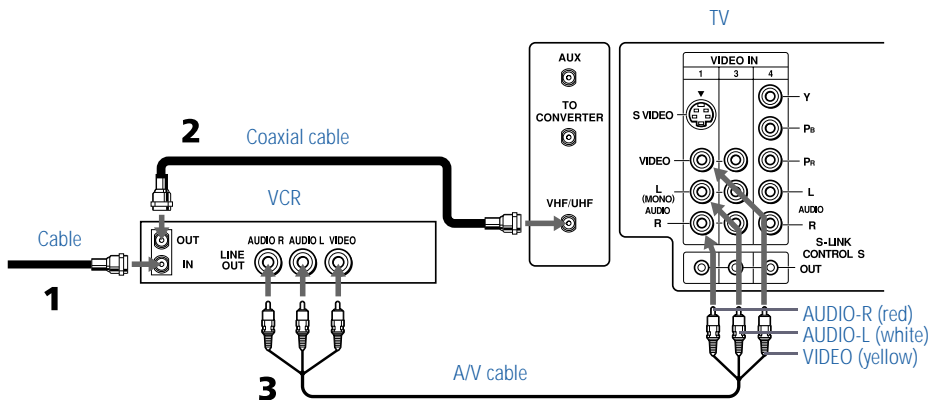 TV
VIDEO IN
1 3 4
S VIDEO
Y
PB
VIDEO
PR
L
(MONO)
AUDIO
R
L
AUDIO
R
S-LINK
CONTROL S
OUT
AUX
TO
CONVERTER
VHF/UHF
2
Coaxial cable
VCR
Cable
1
OUT
IN
LINE
OUT
AUDIO R AUDIO L VIDEO
3
A/V cable
AUDIO-R (red)
AUDIO-L (white)
VIDEO (yellow)